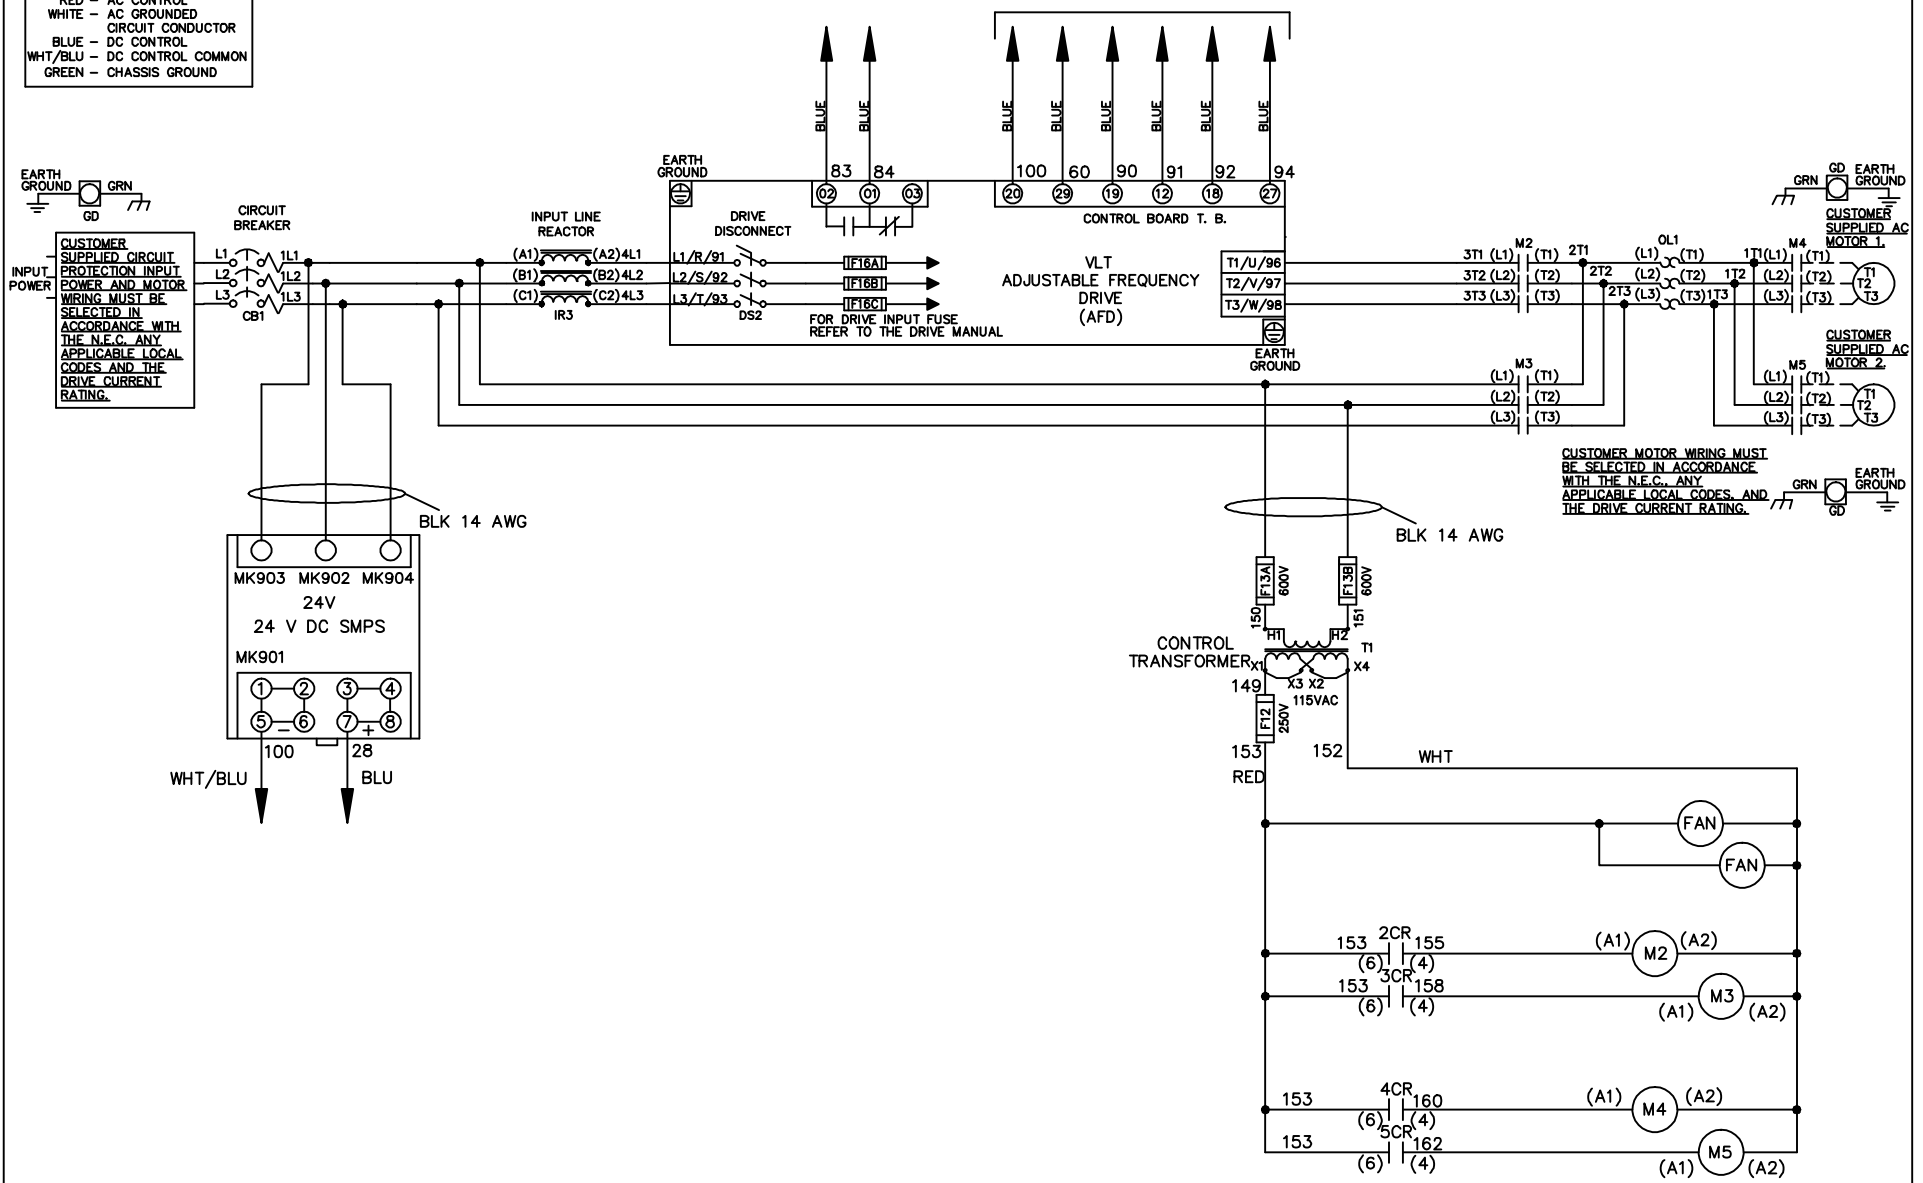 RED – AC CONTROL
WHITE – AC GROUNDED
CIRCUIT CONDUCTOR
BLUE – DC CONTROL
WHT/BLU – DC CONTROL COMMON
GREEN – CHASSIS GROUND
BLUE
BLUE
BLUE
BLUE
BLUE
BLUE
BLUE
BLUE
EARTH
GROUND
GRN
GD
EARTH
GROUND
83 84
100 60 90 91 92 94
02 01 03
20 29 19 12 18 27
CONTROL BOARD T. B.
GRN
GD
EARTH
GROUND
CUSTOMER
SUPPLIED AC
MOTOR 1.
INPUT
POWER
CUSTOMER
SUPPLIED CIRCUIT
PROTECTION INPUT
POWER AND MOTOR
WIRING MUST BE
SELECTED IN
ACCORDANCE WITH
THE N.E.C. ANY
APPLICABLE LOCAL
CODES AND THE
DRIVE CURRENT
RATING.
CIRCUIT
BREAKER
L1 1L1
L2 1L2
L3 1L3
CB1
INPUT LINE
REACTOR
(A1) (A2) 4L1
(B1) (B2) 4L2
(C1) (C2) 4L3
IR3
DRIVE
DISCONNECT
L1/R/91
L2/S/92
L3/T/93
DS2
F16A
F16B
F16C
FOR DRIVE INPUT FUSE
REFER TO THE DRIVE MANUAL
VLT
ADJUSTABLE FREQUENCY
DRIVE
(AFD)
T1/U/96
T2/V/97
T3/W/98
EARTH
GROUND
M2
3T1 (L1) (T1) 2T1
3T2 (L2) (T2) 2T2
3T3 (L3) (T3) 2T3
OL1
(L1) (T1) 1T1
(L2) (T2) 1T2
(L3) (T3) 1T3
M4
(L1) (T1)
(L2) (T2)
(L3) (T3)
T1
T2
T3
M3
(L1) (T1)
(L2) (T2)
(L3) (T3)
CUSTOMER
SUPPLIED AC
MOTOR 2.
M5
(L1) (T1)
(L2) (T2)
(L3) (T3)
T1
T2
T3
CUSTOMER MOTOR WIRING MUST
BE SELECTED IN ACCORDANCE
WITH THE N.E.C., ANY
APPLICABLE LOCAL CODES, AND
THE DRIVE CURRENT RATING.
GRN
GD
EARTH
GROUND
BLK 14 AWG
MK903 MK902 MK904
24V
24 V DC SMPS
MK901
1 2 3 4
5 6 7 8
– +
100 28
WHT/BLU BLU
BLK 14 AWG
F13A
600V
F13B
600V
150 151
H1 H2
CONTROL
TRANSFORMER
T1
X1 X3 X2 X4
115VAC
149
F12
250V
153 152
RED
WHT
FAN
FAN
2CR
153 155
(6) (4)
(A1) M2 (A2)
3CR
153 158
(6) (4)
(A1) M3 (A2)
4CR
153 160
(6) (4)
(A1) M4 (A2)
5CR
153 162
(6) (4)
(A1) M5 (A2)